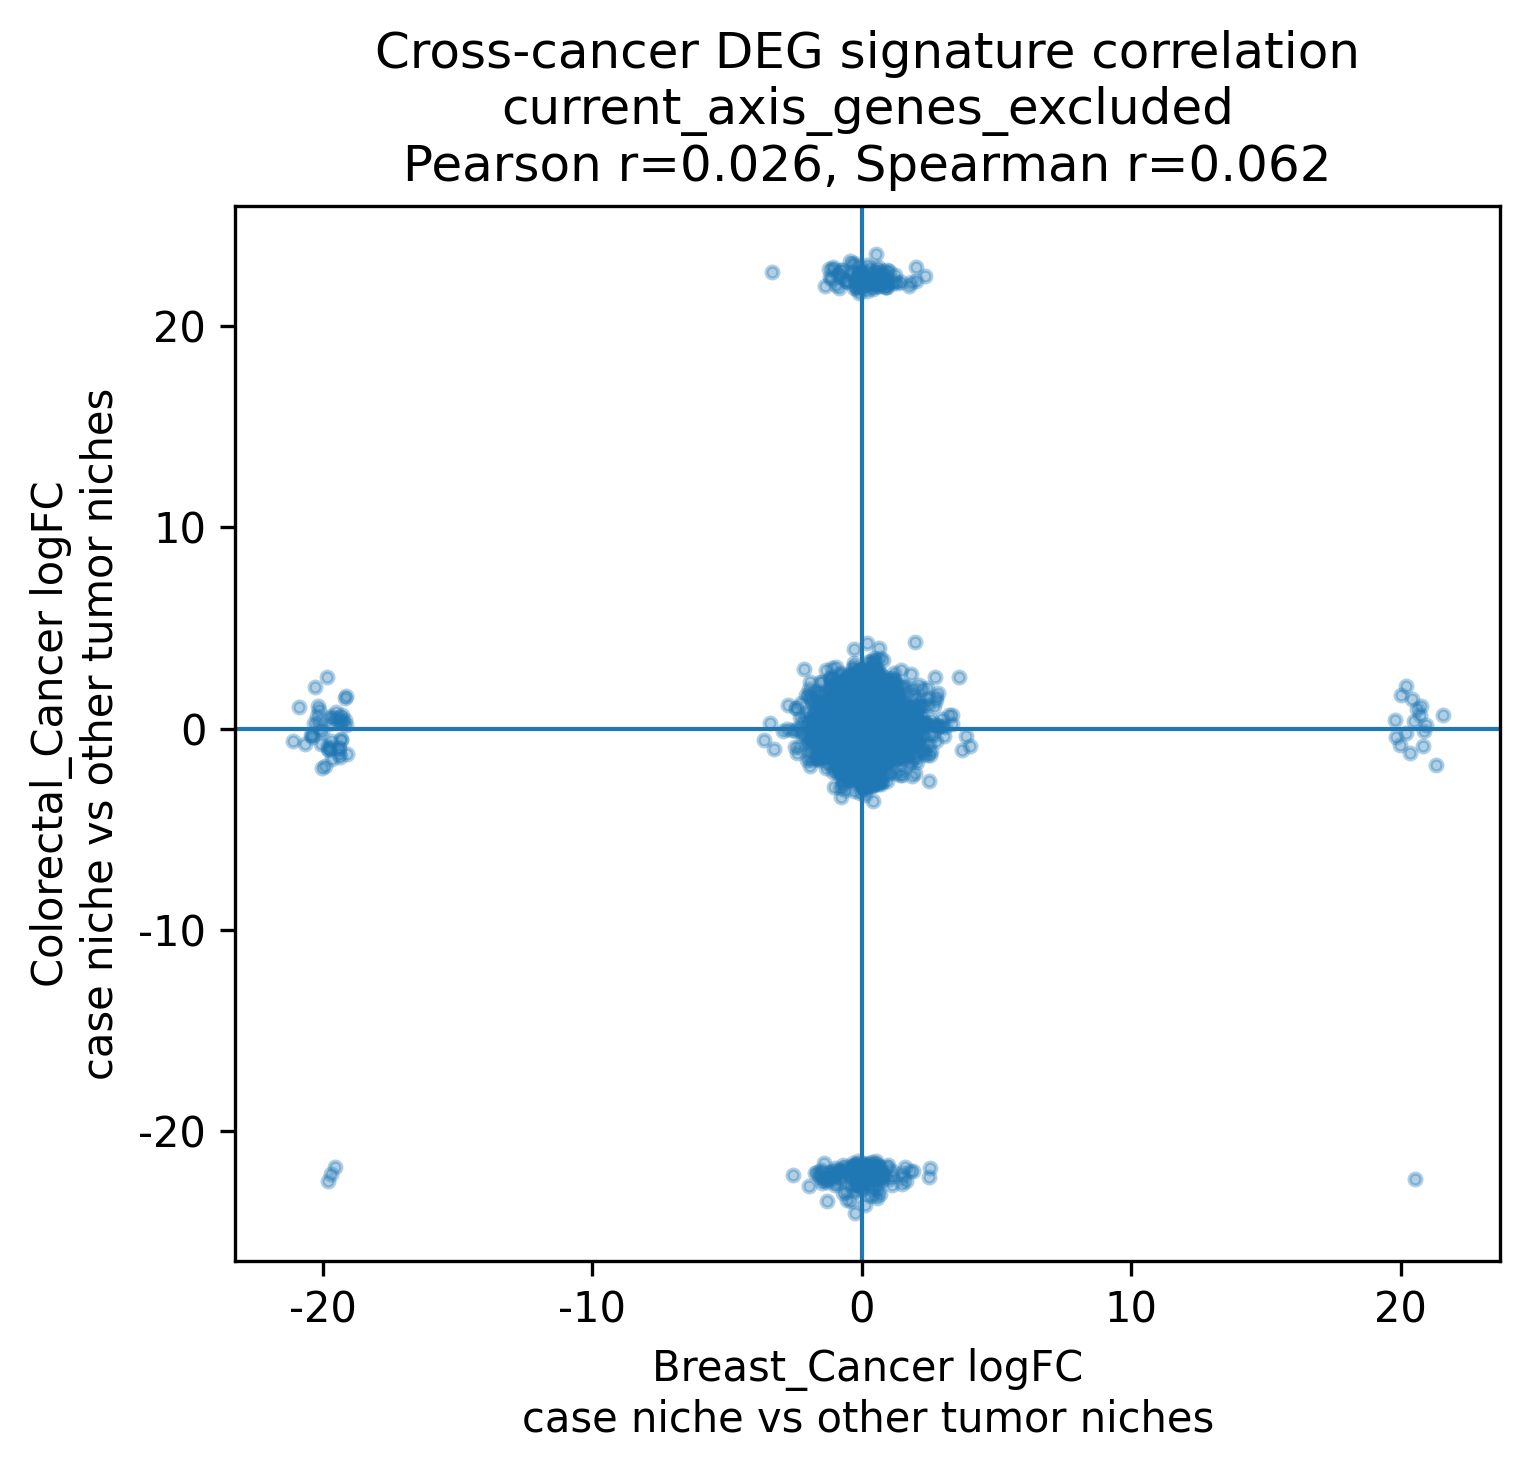 Cross-cancer DEG signature correlation
current_axis_genes_excluded
Pearson r=0.026, Spearman r=0.062
Colorectal_Cancer logFC
case niche vs other tumor niches
20
10
0
-10
-20
-20
-10
0
10
20
Breast_Cancer logFC
case niche vs other tumor niches